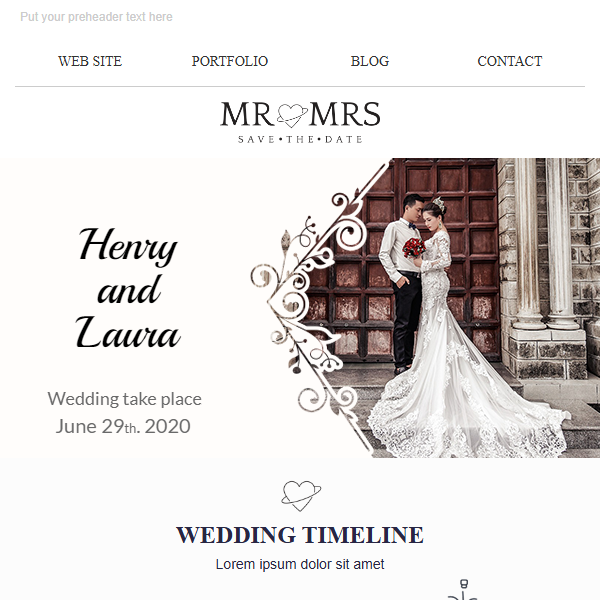 Put your preheader text here
WEB SITE PORTFOLIO BLOG CONTACT
MR MRS
SAVE•THE•DATE
Henry
and
Laura
Wedding take place
June 29th. 2020
WEDDING TIMELINE
Lorem ipsum dolor sit amet